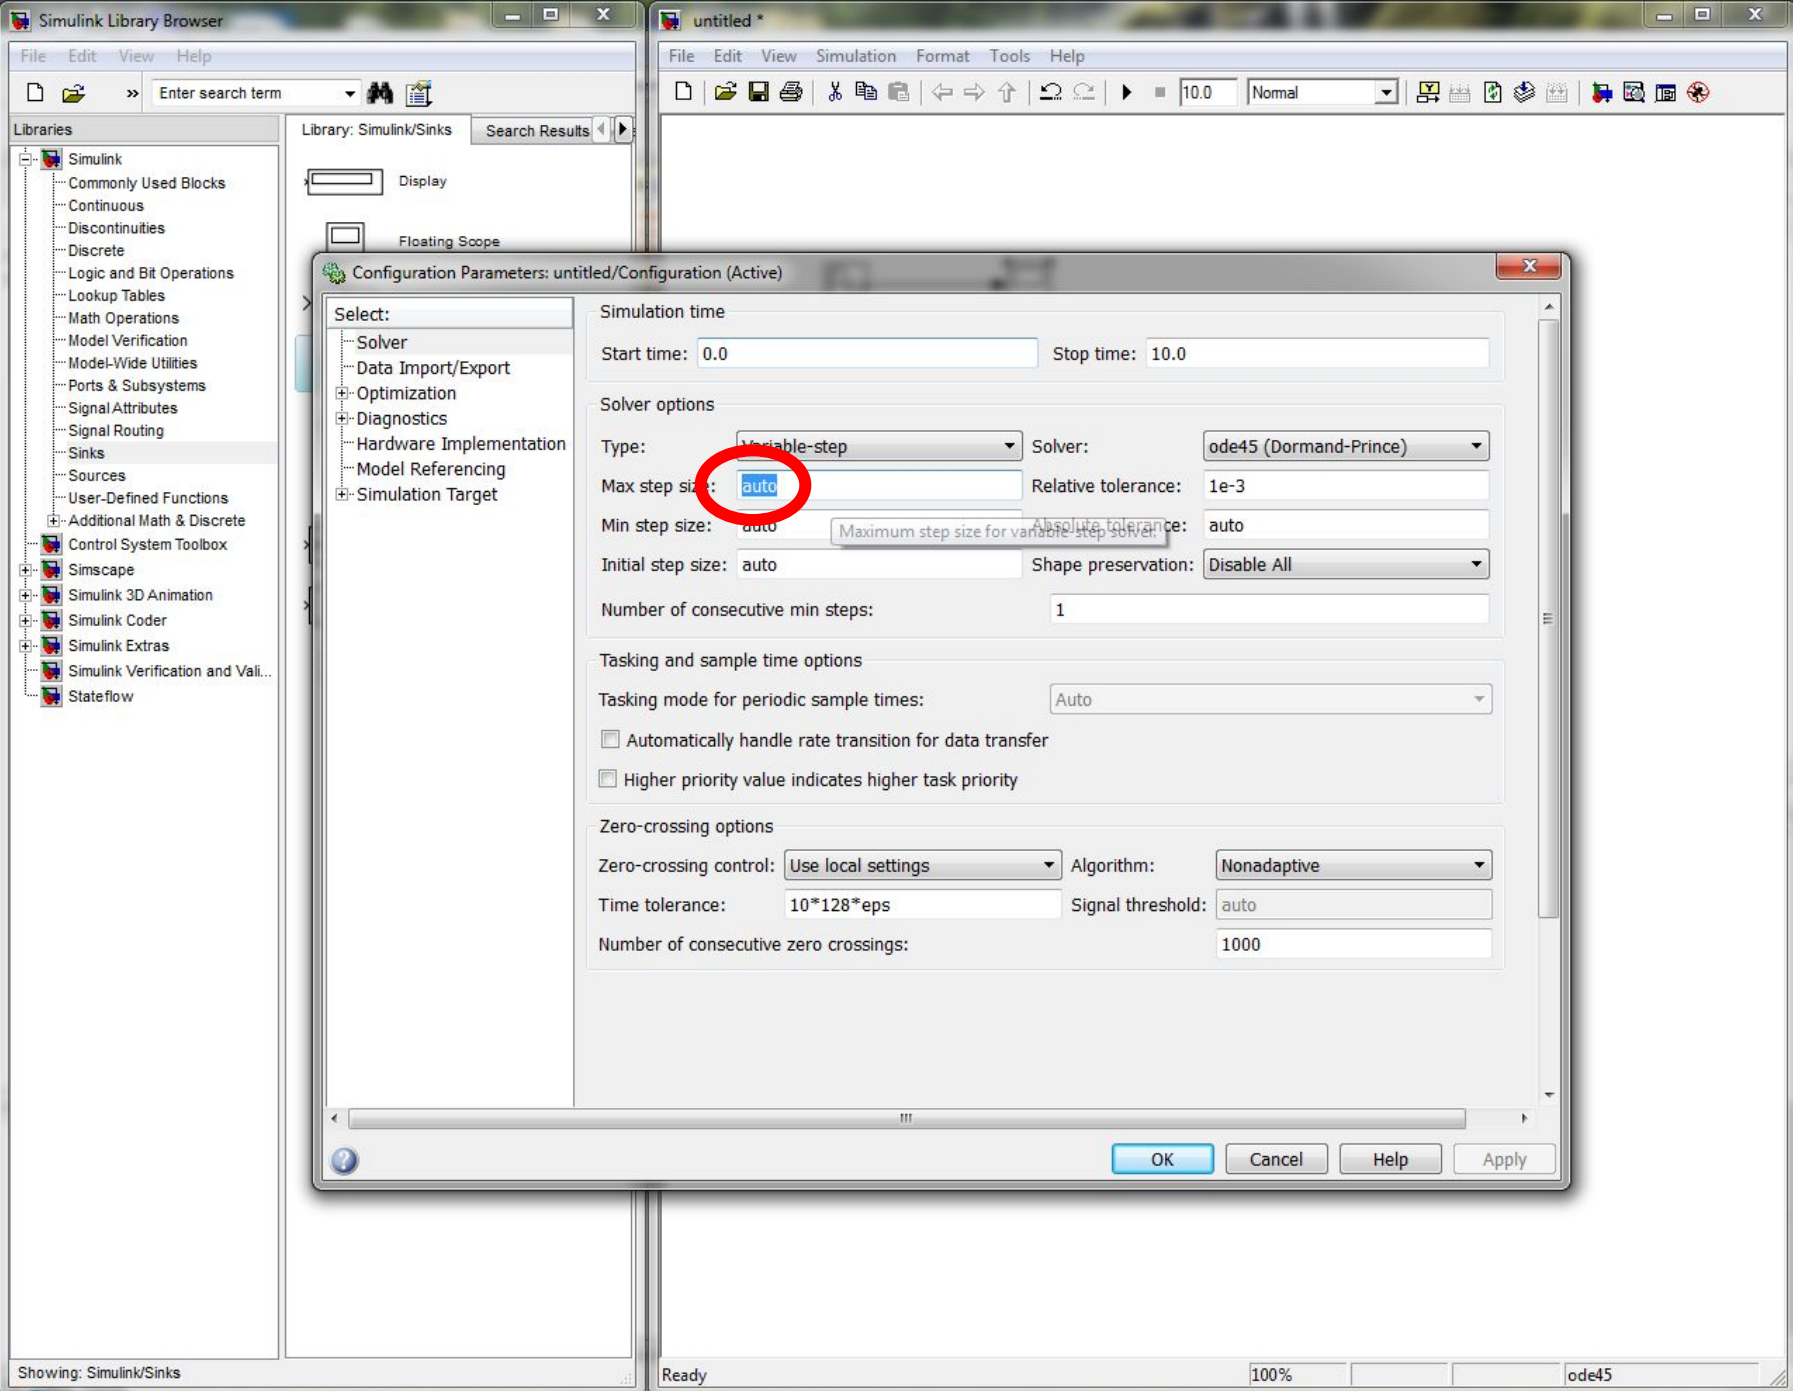 Simulink Library Browser
File Edit View Help
» Enter search term
Libraries
Simulink
Commonly Used Blocks
Continuous
Discontinuities
Discrete
Logic and Bit Operations
Lookup Tables
Math Operations
Model Verification
Model-Wide Utilities
Ports & Subsystems
Signal Attributes
Signal Routing
Sinks
Sources
User-Defined Functions
Additional Math & Discrete
Control System Toolbox
Simscape
Simulink 3D Animation
Simulink Coder
Simulink Extras
Simulink Verification and Vali...
Stateflow
Library: Simulink/Sinks Search Results
Display
Floating Scope
Showing: Simulink/Sinks
untitled *
File Edit View Simulation Format Tools Help
10.0 Normal
Configuration Parameters: untitled/Configuration (Active)
Select:
Solver
Data Import/Export
Optimization
Diagnostics
Hardware Implementation
Model Referencing
Simulation Target
Simulation time
Start time: 0.0 Stop time: 10.0
Solver options
Type: Variable-step Solver: ode45 (Dormand-Prince)
Max step size: auto Relative tolerance: 1e-3
Min step size: auto Absolute tolerance: auto
Maximum step size for variable-step solver.
Initial step size: auto Shape preservation: Disable All
Number of consecutive min steps: 1
Tasking and sample time options
Tasking mode for periodic sample times: Auto
Automatically handle rate transition for data transfer
Higher priority value indicates higher task priority
Zero-crossing options
Zero-crossing control: Use local settings Algorithm: Nonadaptive
Time tolerance: 10*128*eps Signal threshold: auto
Number of consecutive zero crossings: 1000
OK Cancel Help Apply
Ready 100% ode45